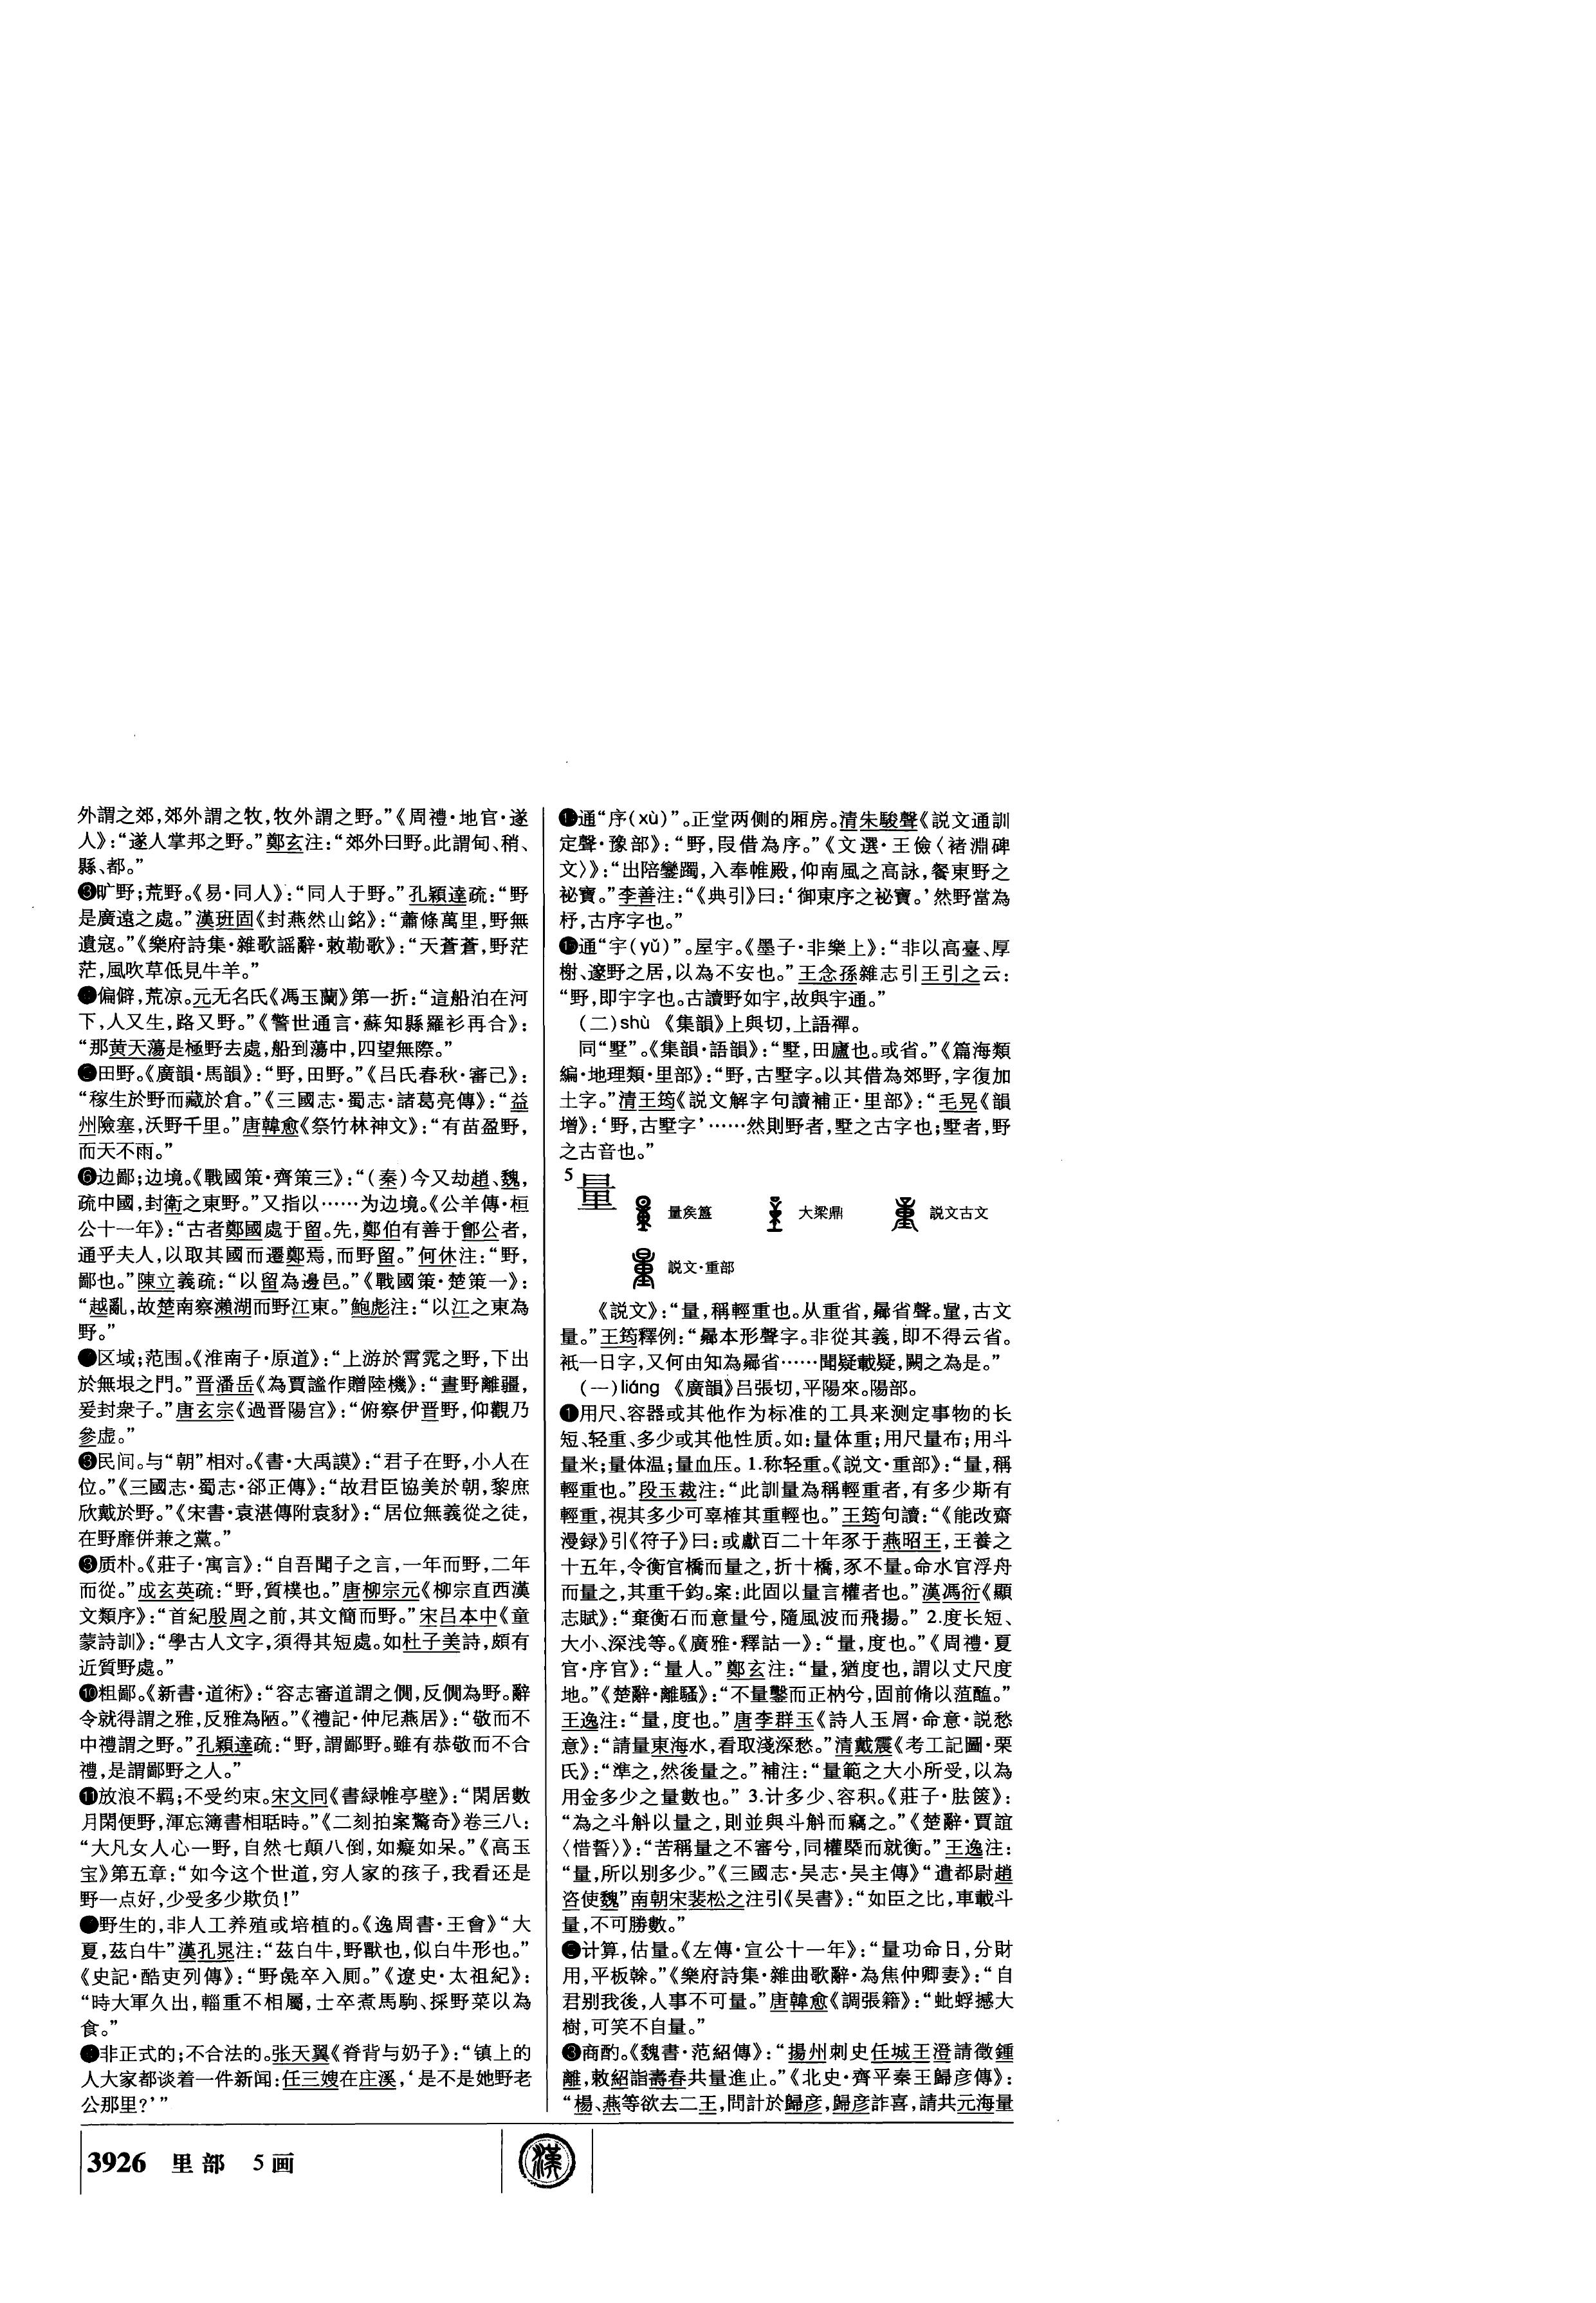 外謂之郊，郊外謂之牧，牧外謂之野。”《周禮·地官·遂
人》：“遂人掌邦之野。”鄭玄注：“郊外曰野。此謂甸、稍、
縣、都。”
❸旷野；荒野。《易·同人》：“同人于野。”孔穎達疏：“野
是廣遠之處。”漢班固《封燕然山銘》：“蕭條萬里，野無
遺寇。”《樂府詩集·雜歌謡辭·敕勒歌》：“天蒼蒼，野茫
茫，風吹草低見牛羊。”
偏僻，荒凉。元无名氏《馮玉蘭》第一折：“這船泊在河
下，人又生，路又野。”《警世通言·蘇知縣羅衫再合》：
“那黄天蕩是極野去處，船到蕩中，四望無際。”
田野。《廣韻·馬韻》：“野，田野。”《吕氏春秋·審己》：
“稼生於野而藏於倉。”《三國志·蜀志·諸葛亮傳》：“益
州險塞，沃野千里。”唐韓愈《祭竹林神文》：“有苗盈野，
而天不雨。”
❻边鄙；边境。《戰國策·齊策三》：“（秦）今又劫趙、魏，
疏中國，封衛之東野。”又指以……为边境。《公羊傳·桓
公十一年》：“古者鄭國處于留。先，鄭伯有善于鄶公者，
通乎夫人，以取其國而遷鄭焉，而野留。”何休注：“野，
鄙也。”陳立義疏：“以留為邊邑。”《戰國策·楚策一》：
“越亂，故楚南察瀨湖而野江東。”鮑彪注：“以江之東為
野。”
区域；范围。《淮南子·原道》：“上游於霄雿之野，下出
於無垠之門。”晋潘岳《為賈謐作贈陸機》：“畫野離疆，
爰封衆子。”唐玄宗《過晋陽宫》：“俯察伊晋野，仰觀乃
參虚。”
民间。与“朝”相对。《書·大禹謨》：“君子在野，小人在
位。”《三國志·蜀志·郤正傳》：“故君臣協美於朝，黎庶
欣戴於野。”《宋書·袁湛傳附袁豹》：“居位無義從之徒，
在野靡併兼之黨。”
质朴。《莊子·寓言》：“自吾聞子之言，一年而野，二年
而從。”成玄英疏：“野，質樸也。”唐柳宗元《柳宗直西漢
文類序》：“首紀殷周之前，其文簡而野。”宋吕本中《童
蒙詩訓》：“學古人文字，須得其短處。如杜子美詩，頗有
近質野處。”
❿粗鄙。《新書·道術》：“容志審道謂之僩，反僩為野。辭
令就得謂之雅，反雅為陋。”《禮記·仲尼燕居》：“敬而不
中禮謂之野。”孔穎達疏：“野，謂鄙野。雖有恭敬而不合
禮，是謂鄙野之人。”
⓫放浪不羁；不受约束。宋文同《書緑帷亭壁》：“閑居數
月閑便野，渾忘簿書相聒時。”《二刻拍案驚奇》卷三八：
“大凡女人心一野，自然七顛八倒，如癡如呆。”《高玉
宝》第五章：“如今这个世道，穷人家的孩子，我看还是
野一点好，少受多少欺负！”
野生的，非人工养殖或培植的。《逸周書·王會》“大
夏，兹白牛”漢孔晁注：“兹白牛，野獸也，似白牛形也。”
《史記·酷吏列傳》：“野彘卒入厠。”《遼史·太祖紀》：
“時大軍久出，輜重不相屬，士卒煮馬駒、採野菜以為
食。”
非正式的；不合法的。张天翼《脊背与奶子》：“镇上的
人大家都谈着一件新闻：任三嫂在庄溪，‘是不是她野老
公那里？’”
通“序（xù）”。正堂两侧的厢房。清朱駿聲《説文通訓
定聲·豫部》：“野，叚借為序。”《文選·王儉〈褚淵碑
文〉》：“出陪鑾躅，入奉帷殿，仰南風之高詠，餐東野之
祕寶。”李善注：“《典引》曰：‘御東序之祕寶。’然野當為
杼，古序字也。”
通“宇（yǔ）”。屋宇。《墨子·非樂上》：“非以高臺、厚
榭、邃野之居，以為不安也。”王念孫雜志引王引之云：
“野，即宇字也。古讀野如宇，故與宇通。”
（二）shù 《集韻》上與切，上語禪。
同“墅”。《集韻·語韻》：“墅，田廬也。或省。”《篇海類
編·地理類·里部》：“野，古墅字。以其借為郊野，字復加
土字。”清王筠《説文解字句讀補正·里部》：“毛晃《韻
增》：‘野，古墅字’……然則野者，墅之古字也；墅者，野
之古音也。”
5 量
量矦簋 大梁鼎 説文古文
説文·重部
《説文》：“量，稱輕重也。从重省，曏省聲。𨤥，古文
量。”王筠釋例：“曏本形聲字。非從其義，即不得云省。
衹一日字，又何由知為曏省……聞疑載疑，闕之為是。”
（一）liáng 《廣韻》吕張切，平陽來。陽部。
❶用尺、容器或其他作为标准的工具来测定事物的长
短、轻重、多少或其他性质。如：量体重；用尺量布；用斗
量米；量体温；量血压。1.称轻重。《説文·重部》：“量，稱
輕重也。”段玉裁注：“此訓量為稱輕重者，有多少斯有
輕重，視其多少可辜榷其重輕也。”王筠句讀：“《能改齋
漫録》引《符子》曰：或獻百二十年豕于燕昭王，王養之
十五年，令衡官橋而量之，折十橋，豕不量。命水官浮舟
而量之，其重千鈞。案：此固以量言權者也。”漢馮衍《顯
志賦》：“棄衡石而意量兮，隨風波而飛揚。” 2.度长短、
大小、深浅等。《廣雅·釋詁一》：“量，度也。”《周禮·夏
官·序官》：“量人。”鄭玄注：“量，猶度也，謂以丈尺度
地。”《楚辭·離騷》：“不量鑿而正枘兮，固前脩以菹醢。”
王逸注：“量，度也。”唐李群玉《詩人玉屑·命意·説愁
意》：“請量東海水，看取淺深愁。”清戴震《考工記圖·栗
氏》：“準之，然後量之。”補注：“量範之大小所受，以為
用金多少之量數也。” 3.计多少、容积。《莊子·胠篋》：
“為之斗斛以量之，則並與斗斛而竊之。”《楚辭·賈誼
〈惜誓〉》：“苦稱量之不審兮，同權槩而就衡。”王逸注：
“量，所以别多少。”《三國志·吴志·吴主傳》“遣都尉趙
咨使魏”南朝宋裴松之注引《吴書》：“如臣之比，車載斗
量，不可勝數。”
❷计算，估量。《左傳·宣公十一年》：“量功命日，分財
用，平板榦。”《樂府詩集·雜曲歌辭·為焦仲卿妻》：“自
君别我後，人事不可量。”唐韓愈《調張籍》：“蚍蜉撼大
樹，可笑不自量。”
❸商酌。《魏書·范紹傳》：“揚州刺史任城王澄請徵鍾
離，敕紹詣壽春共量進止。”《北史·齊平秦王歸彦傳》：
“楊、燕等欲去二王，問計於歸彦，歸彦詐喜，請共元海量
3926 里部 5画
漢